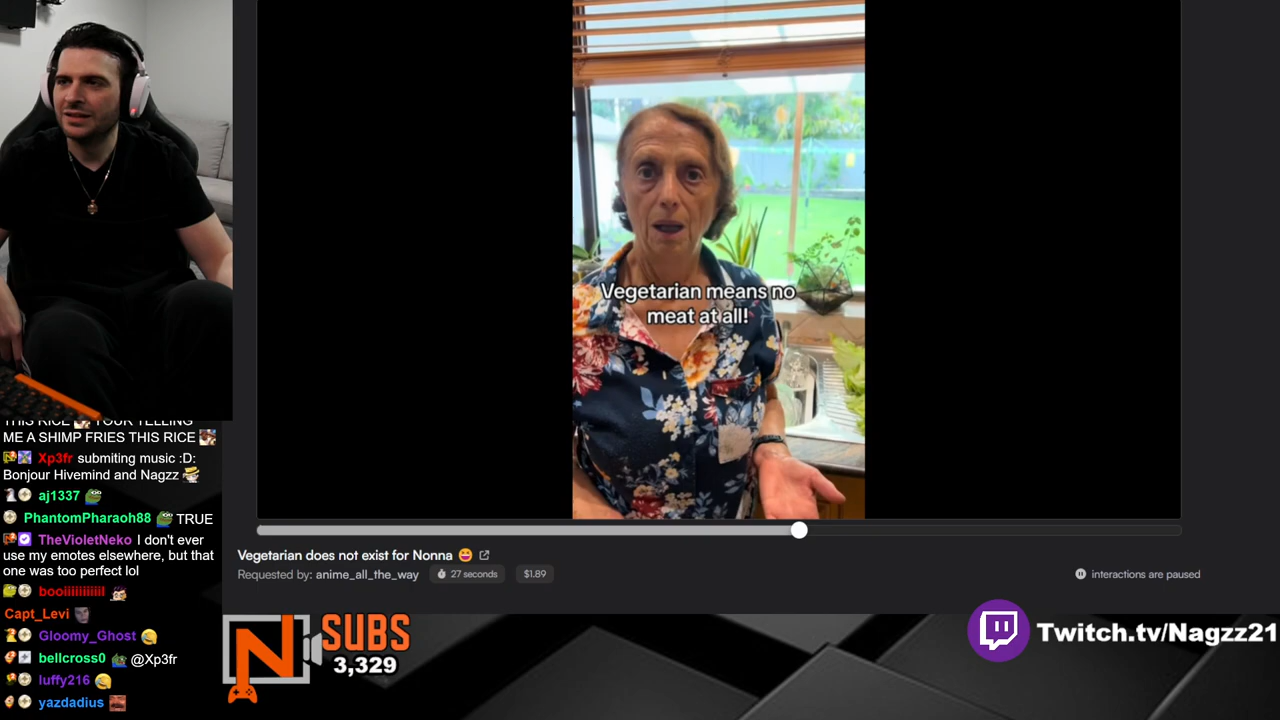 Vegetarian means no
meat at all!
THIS RICE YOUR TELLING
ME A SHIMP FRIES THIS RICE
Xp3fr submiting music :D:
Bonjour Hivemind and Nagzz
aj1337
PhantomPharaoh88 TRUE
TheVioletNeko I don't ever
use my emotes elsewhere, but that
one was too perfect lol
booiiiiiiiiiil
Capt_Levi
Gloomy_Ghost
bellcross0 @Xp3fr
luffy216
yazdadius
Vegetarian does not exist for Nonna
Requested by: anime_all_the_way 27 seconds $1.89
interactions are paused
N SUBS
3,329
Twitch.tv/Nagzz21